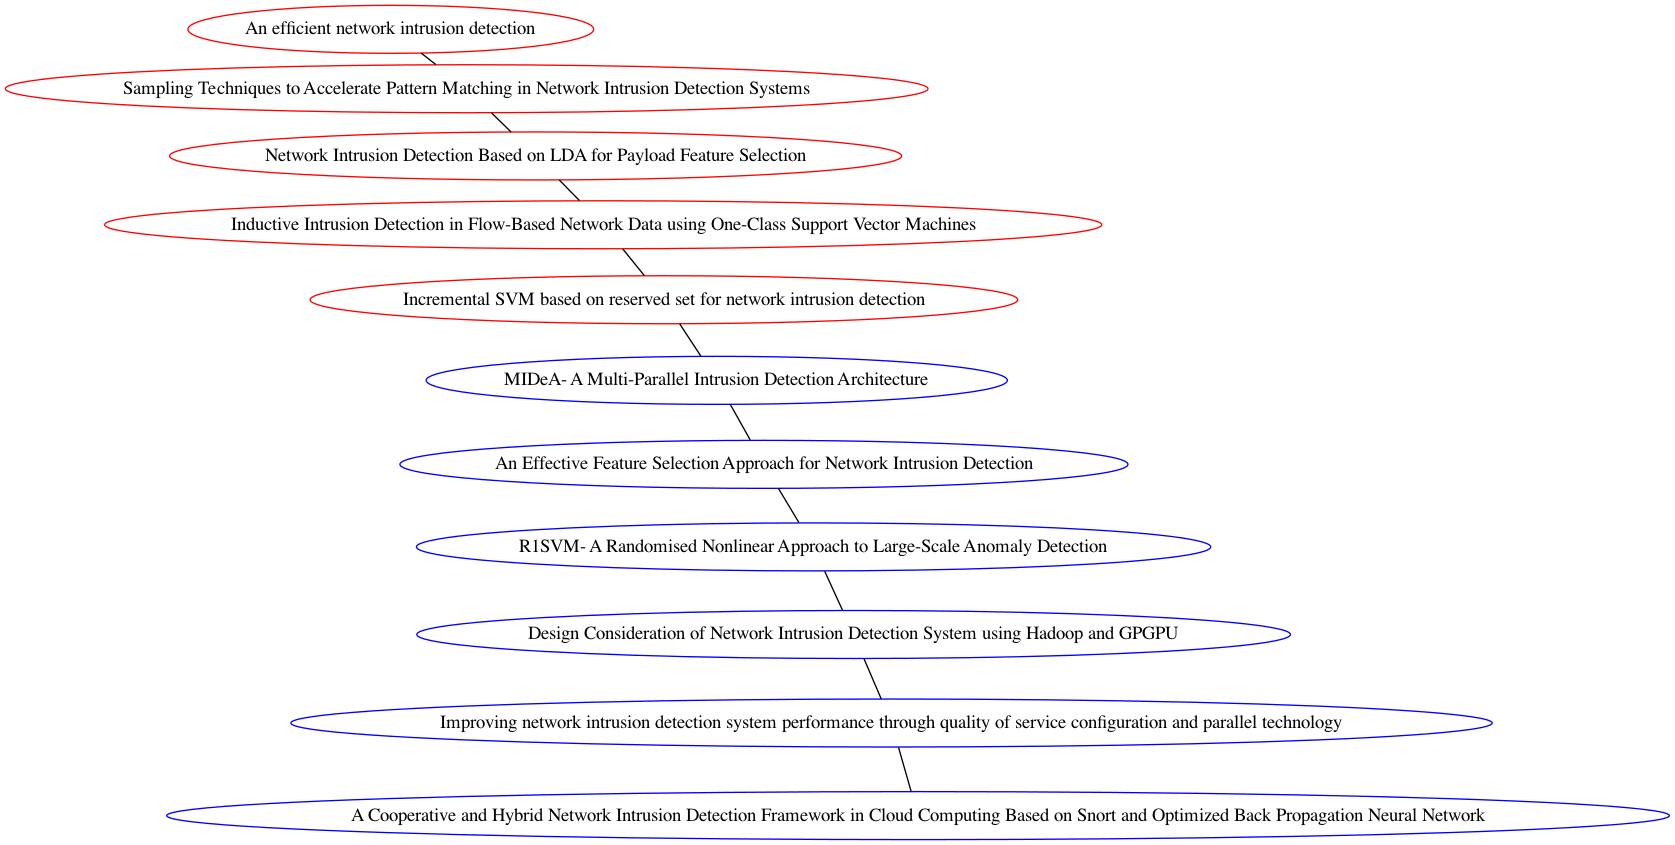 An efficient network intrusion detection
Sampling Techniques to Accelerate Pattern Matching in Network Intrusion Detection Systems
Network Intrusion Detection Based on LDA for Payload Feature Selection
Inductive Intrusion Detection in Flow-Based Network Data using One-Class Support Vector Machines
Incremental SVM based on reserved set for network intrusion detection
MIDeA- A Multi-Parallel Intrusion Detection Architecture
An Effective Feature Selection Approach for Network Intrusion Detection
R1SVM- A Randomised Nonlinear Approach to Large-Scale Anomaly Detection
Design Consideration of Network Intrusion Detection System using Hadoop and GPGPU
Improving network intrusion detection system performance through quality of service configuration and parallel technology
A Cooperative and Hybrid Network Intrusion Detection Framework in Cloud Computing Based on Snort and Optimized Back Propagation Neural Network